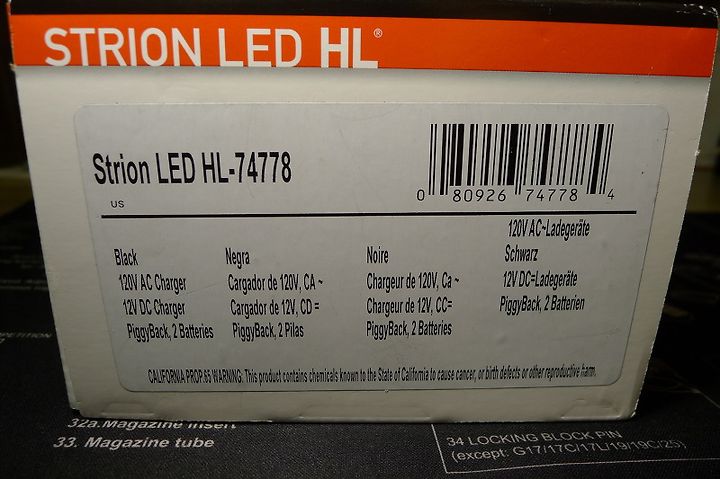 STRION LED HL®
Strion LED HL-74778
US
0 80926 74778 4
Black
120V AC Charger
12V DC Charger
PiggyBack, 2 Batteries
Negra
Cargador de 120V, CA ~
Cargador de 12V, CD =
PiggyBack, 2 Pilas
Noire
Chargeur de 120V, Ca ~
Chargeur de 12V, CC=
PiggyBack, 2 Batteries
120V AC~Ladegeräte
Schwarz
12V DC=Ladegeräte
PiggyBack, 2 Batterien
CALIFORNIA PROP. 65 WARNING. This product contains chemicals known to the State of California to cause cancer, or birth defects or other reproductive harm.
32a.Magazine insert
33. Magazine tube
34 LOCKING BLOCK PIN
(except: G17/17C/17L/19/19C/25)